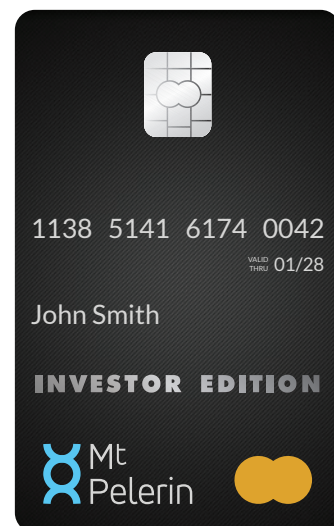 1138 5141 6174 0042
VALID
THRU 01/28
John Smith
INVESTOR EDITION
Mt
Pelerin